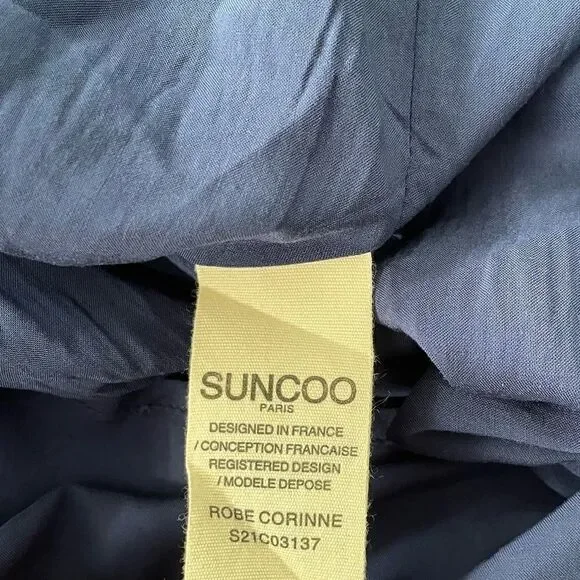 SUNCOO
PARIS
DESIGNED IN FRANCE
/ CONCEPTION FRANCAISE
REGISTERED DESIGN
/ MODELE DEPOSE
ROBE CORINNE
S21C03137